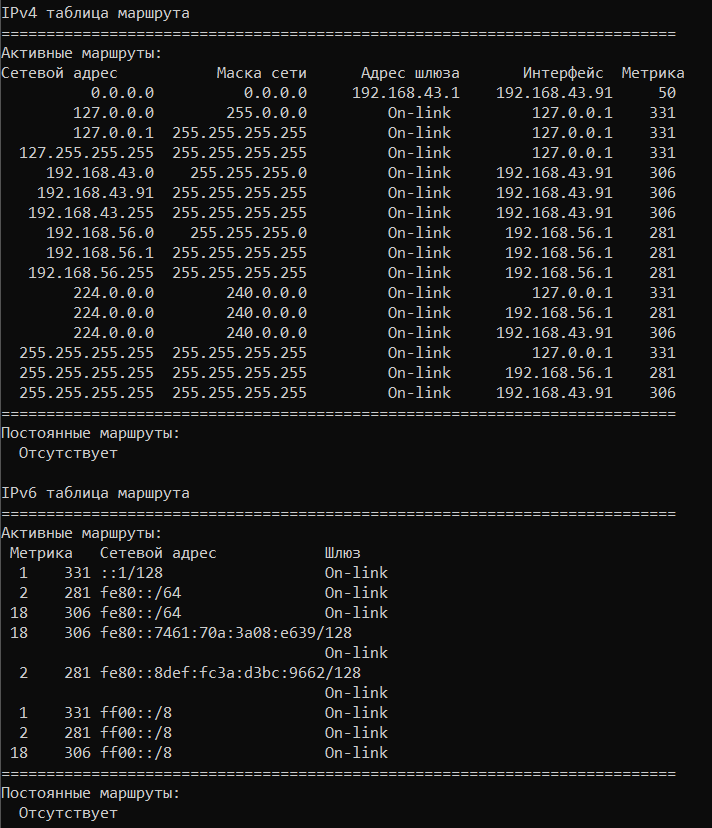 IPv4 таблица маршрута
===========================================================================
Активные маршруты:
Сетевой адрес           Маска сети      Адрес шлюза       Интерфейс  Метрика
          0.0.0.0          0.0.0.0     192.168.43.1    192.168.43.91     50
        127.0.0.0        255.0.0.0         On-link         127.0.0.1    331
        127.0.0.1  255.255.255.255         On-link         127.0.0.1    331
  127.255.255.255  255.255.255.255         On-link         127.0.0.1    331
     192.168.43.0    255.255.255.0         On-link     192.168.43.91    306
    192.168.43.91  255.255.255.255         On-link     192.168.43.91    306
   192.168.43.255  255.255.255.255         On-link     192.168.43.91    306
     192.168.56.0    255.255.255.0         On-link      192.168.56.1    281
     192.168.56.1  255.255.255.255         On-link      192.168.56.1    281
   192.168.56.255  255.255.255.255         On-link      192.168.56.1    281
        224.0.0.0        240.0.0.0         On-link         127.0.0.1    331
        224.0.0.0        240.0.0.0         On-link      192.168.56.1    281
        224.0.0.0        240.0.0.0         On-link     192.168.43.91    306
  255.255.255.255  255.255.255.255         On-link         127.0.0.1    331
  255.255.255.255  255.255.255.255         On-link      192.168.56.1    281
  255.255.255.255  255.255.255.255         On-link     192.168.43.91    306
===========================================================================
Постоянные маршруты:
  Отсутствует

IPv6 таблица маршрута
===========================================================================
Активные маршруты:
 Метрика   Сетевой адрес            Шлюз
  1    331 ::1/128                  On-link
  2    281 fe80::/64                On-link
 18    306 fe80::/64                On-link
 18    306 fe80::7461:70a:3a08:e639/128
                                    On-link
  2    281 fe80::8def:fc3a:d3bc:9662/128
                                    On-link
  1    331 ff00::/8                 On-link
  2    281 ff00::/8                 On-link
 18    306 ff00::/8                 On-link
===========================================================================
Постоянные маршруты:
  Отсутствует